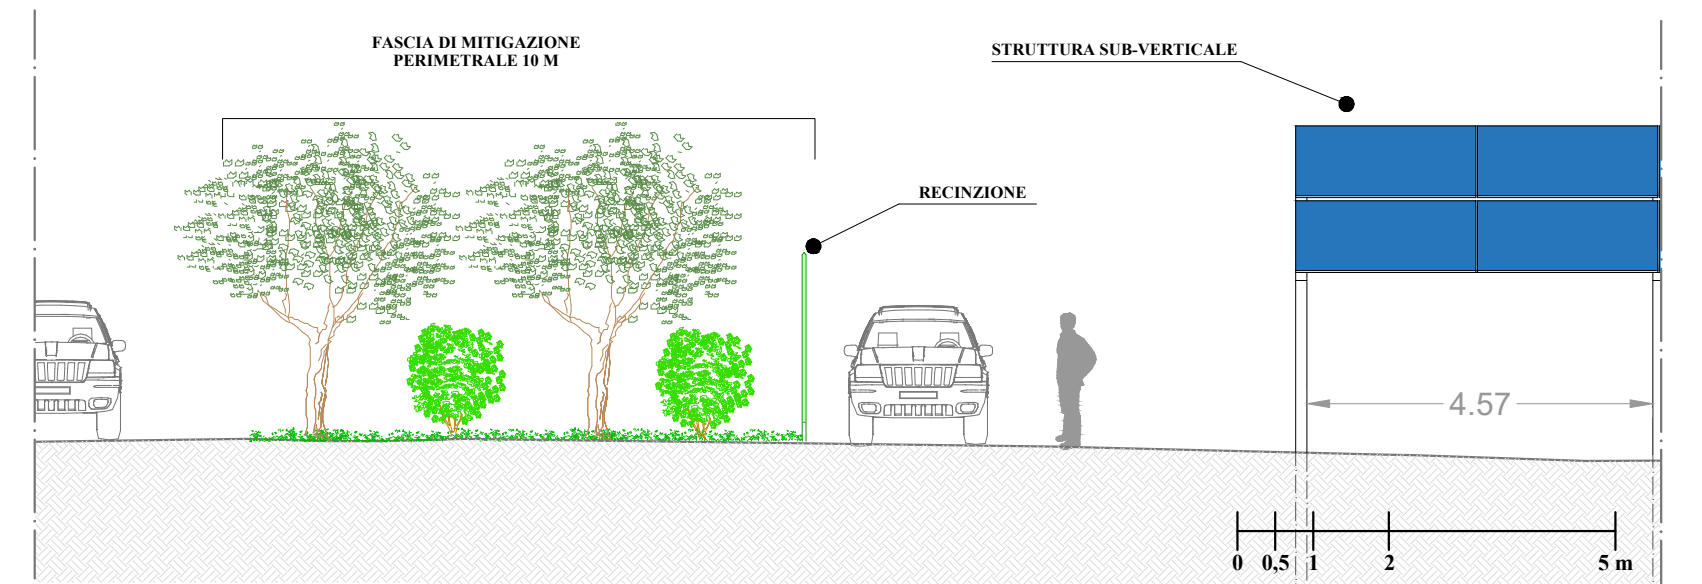 FASCIA DI MITIGAZIONE
PERIMETRALE 10 M
STRUTTURA SUB-VERTICALE
RECINZIONE
4.57
0 0,5 1 2 5 m